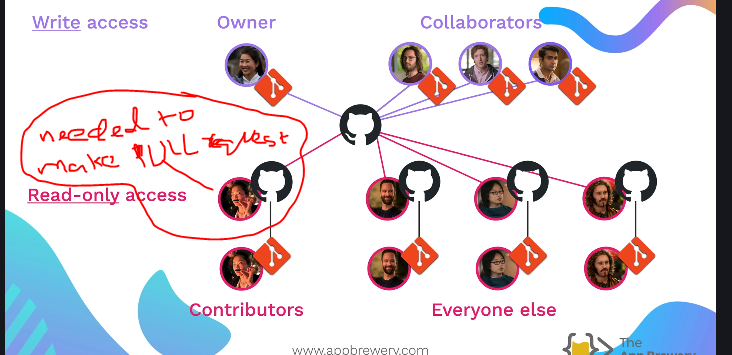 Write access
Owner
Collaborators
needed to
make PULL request
Read-only access
Contributors
Everyone else
www.appbrewery.com
The
App Brewery